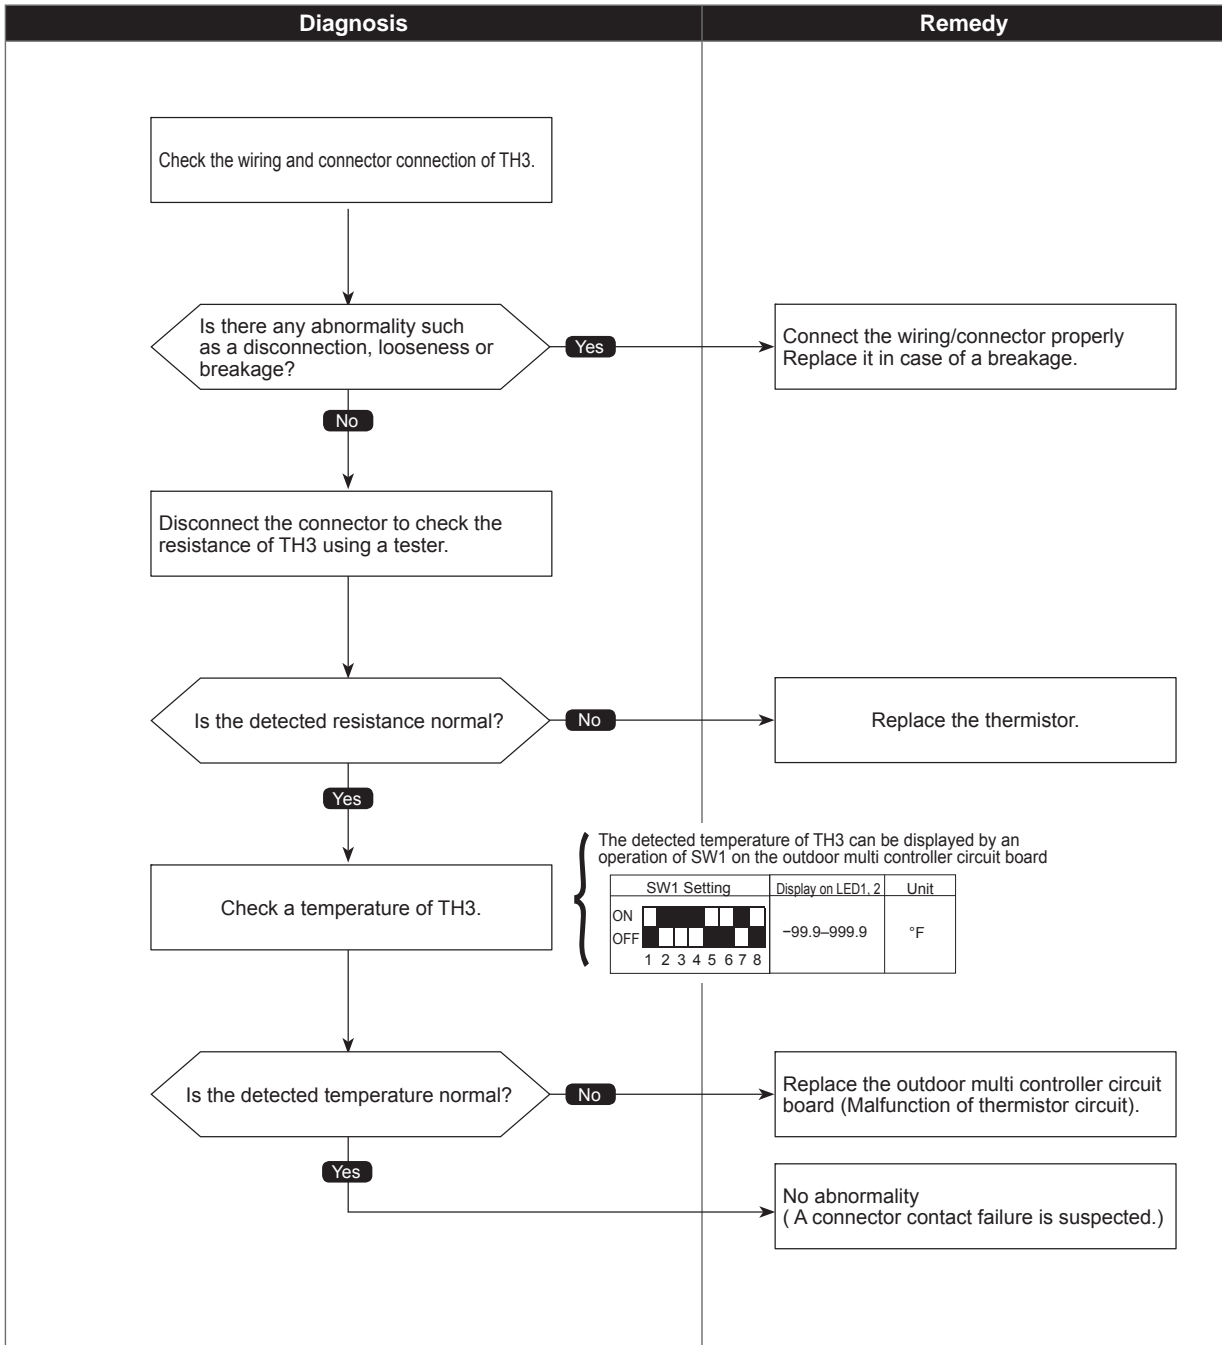 Diagnosis
Remedy
Check the wiring and connector connection of TH3.
Is there any abnormality such
as a disconnection, looseness or
breakage?
Yes
Connect the wiring/connector properly
Replace it in case of a breakage.
No
Disconnect the connector to check the
resistance of TH3 using a tester.
Is the detected resistance normal?
No
Replace the thermistor.
Yes
The detected temperature of TH3 can be displayed by an
operation of SW1 on the outdoor multi controller circuit board
Check a temperature of TH3.
SW1 Setting
Display on LED1, 2
Unit
ON
OFF
1 2 3 4 5 6 7 8
−99.9–999.9
°F
Is the detected temperature normal?
No
Replace the outdoor multi controller circuit
board (Malfunction of thermistor circuit).
Yes
No abnormality
( A connector contact failure is suspected.)